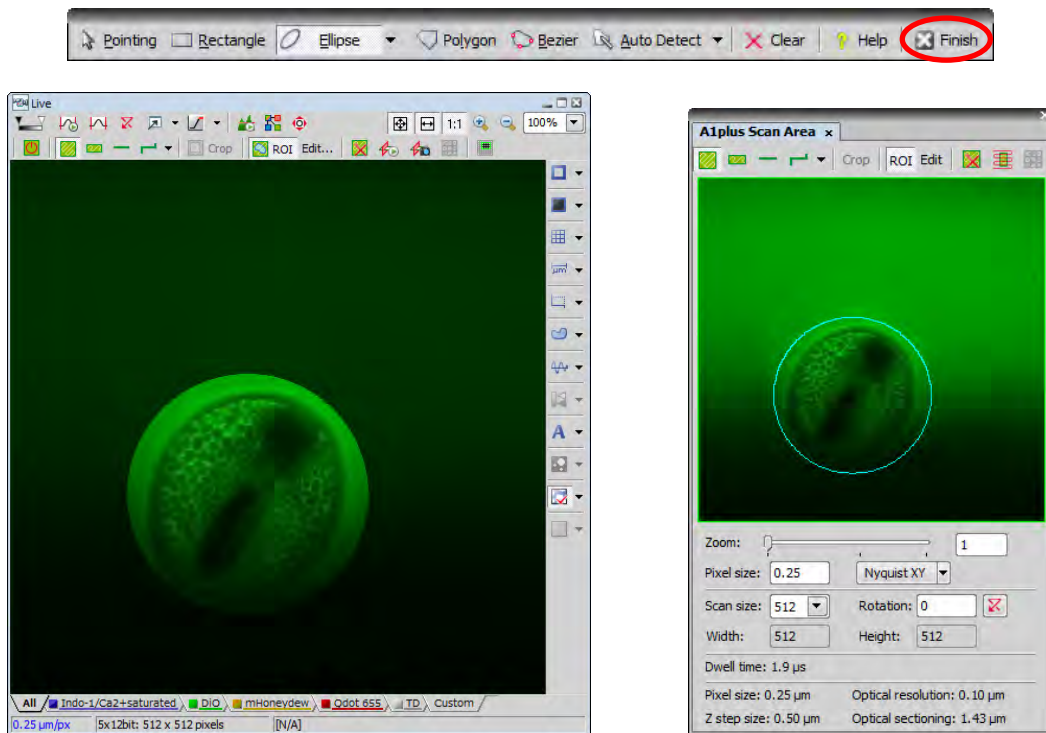 Pointing Rectangle Ellipse Polygon Bezier Auto Detect Clear Help Finish
Live
1:1 100%
Crop ROI Edit...
µm
A
All Indo-1/Ca2+saturated DiO mHoneydew Qdot 655 TD Custom
0.25 µm/px 5x12bit: 512 x 512 pixels [N/A]
A1plus Scan Area x
Crop ROI Edit
Zoom: 1
Pixel size: 0.25 Nyquist XY
Scan size: 512 Rotation: 0
Width: 512 Height: 512
Dwell time: 1.9 µs
Pixel size: 0.25 µm Optical resolution: 0.10 µm
Z step size: 0.50 µm Optical sectioning: 1.43 µm